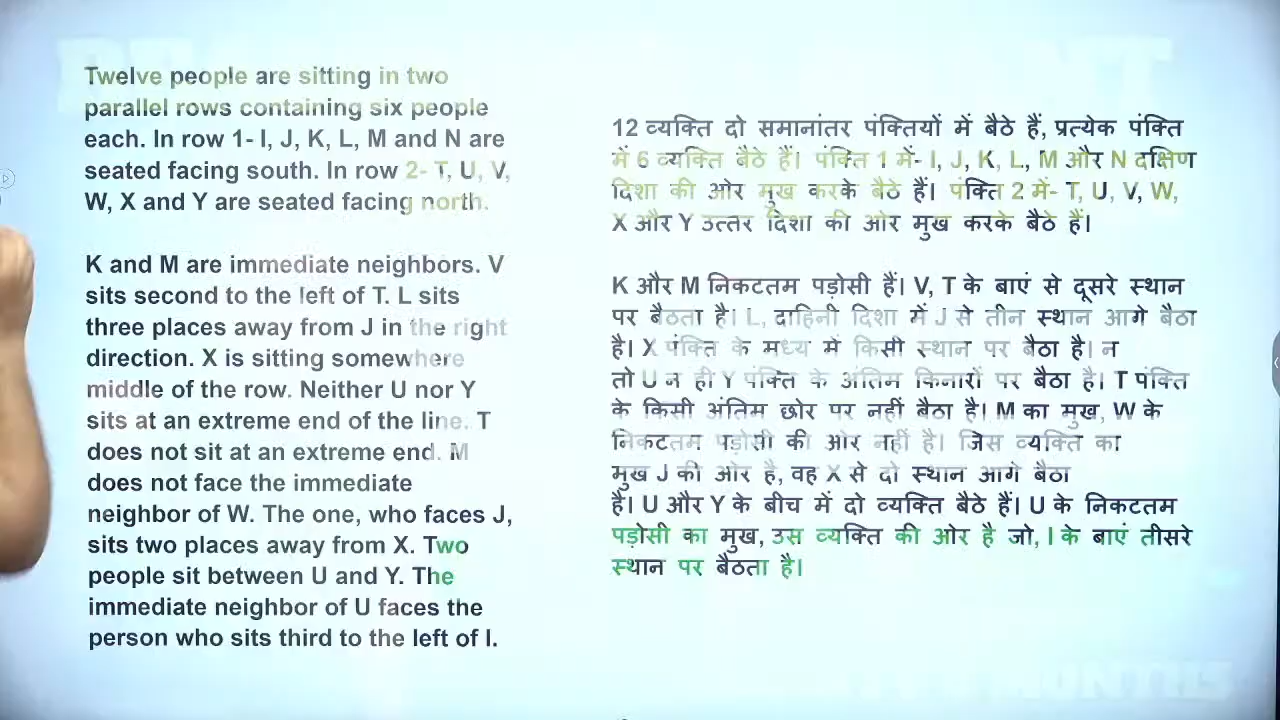 Twelve people are sitting in two
parallel rows containing six people
each. In row 1- I, J, K, L, M and N are
seated facing south. In row 2- T, U, V,
W, X and Y are seated facing north.
K and M are immediate neighbors. V
sits second to the left of T. L sits
three places away from J in the right
direction. X is sitting somewhere
middle of the row. Neither U nor Y
sits at an extreme end of the line. T
does not sit at an extreme end. M
does not face the immediate
neighbor of W. The one, who faces J,
sits two places away from X. Two
people sit between U and Y. The
immediate neighbor of U faces the
person who sits third to the left of I.
12 व्यक्ति दो समानांतर पंक्तियों में बैठे हैं, प्रत्येक पंक्ति
में 6 व्यक्ति बैठे हैं। पंक्ति 1 में- I, J, K, L, M और N दक्षिण
दिशा की ओर मुख करके बैठे हैं। पंक्ति 2 में- T, U, V, W,
X और Y उत्तर दिशा की ओर मुख करके बैठे हैं।
K और M निकटतम पड़ोसी हैं। V, T के बाएं से दूसरे स्थान
पर बैठता है। L, दाहिनी दिशा में J से तीन स्थान आगे बैठा
है। X पंक्ति के मध्य में किसी स्थान पर बैठा है। न
तो U न ही Y पंक्ति के अंतिम किनारों पर बैठा है। T पंक्ति
के किसी अंतिम छोर पर नहीं बैठा है। M का मुख, W के
निकटतम पड़ोसी की ओर नहीं है। जिस व्यक्ति का
मुख J की ओर है, वह X से दो स्थान आगे बैठा
है। U और Y के बीच में दो व्यक्ति बैठे हैं। U के निकटतम
पड़ोसी का मुख, उस व्यक्ति की ओर है जो, I के बाएं तीसरे
स्थान पर बैठता है।